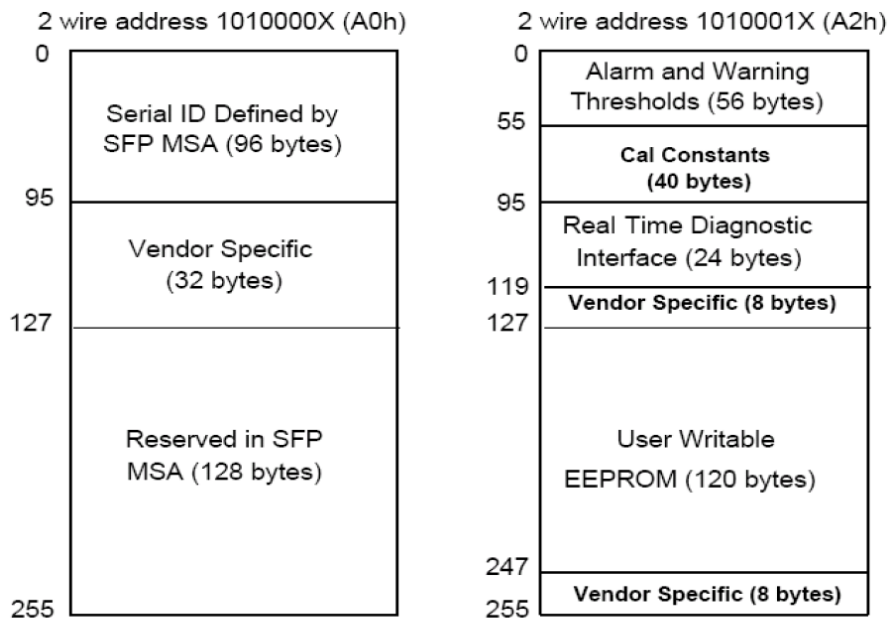 2 wire address 1010000X (A0h)
0
Serial ID Defined by
SFP MSA (96 bytes)
95
Vendor Specific
(32 bytes)
127
Reserved in SFP
MSA (128 bytes)
255
2 wire address 1010001X (A2h)
0
Alarm and Warning
Thresholds (56 bytes)
55
Cal Constants
(40 bytes)
95
Real Time Diagnostic
Interface (24 bytes)
119
Vendor Specific (8 bytes)
127
User Writable
EEPROM (120 bytes)
247
Vendor Specific (8 bytes)
255